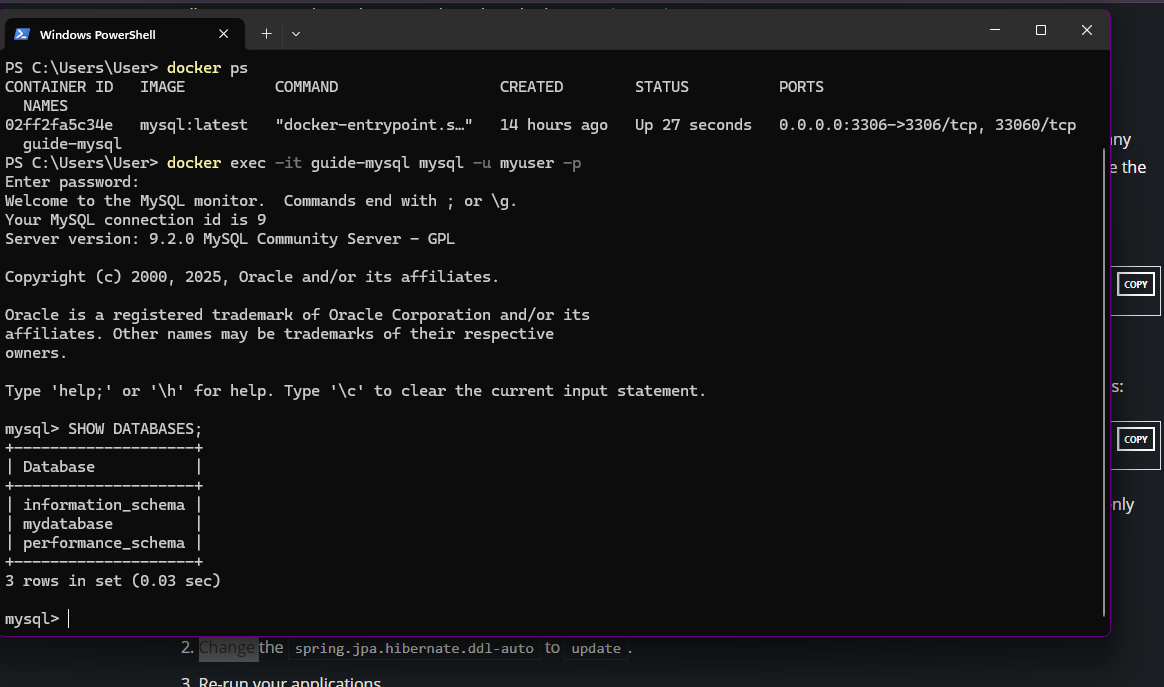 Windows PowerShell
PS C:\Users\User> docker ps
CONTAINER ID   IMAGE          COMMAND                  CREATED        STATUS          PORTS
  NAMES
02ff2fa5c34e   mysql:latest   "docker-entrypoint.s…"   14 hours ago   Up 27 seconds   0.0.0.0:3306->3306/tcp, 33060/tcp
  guide-mysql
PS C:\Users\User> docker exec -it guide-mysql mysql -u myuser -p
Enter password:
Welcome to the MySQL monitor.  Commands end with ; or \g.
Your MySQL connection id is 9
Server version: 9.2.0 MySQL Community Server - GPL
Copyright (c) 2000, 2025, Oracle and/or its affiliates.
Oracle is a registered trademark of Oracle Corporation and/or its
affiliates. Other names may be trademarks of their respective
owners.
Type 'help;' or '\h' for help. Type '\c' to clear the current input statement.
mysql> SHOW DATABASES;
+--------------------+
| Database           |
+--------------------+
| information_schema |
| mydatabase         |
| performance_schema |
+--------------------+
3 rows in set (0.03 sec)
mysql>
the
COPY
s:
COPY
2. Change the spring.jpa.hibernate.ddl-auto to update.
3. Re-run your applications